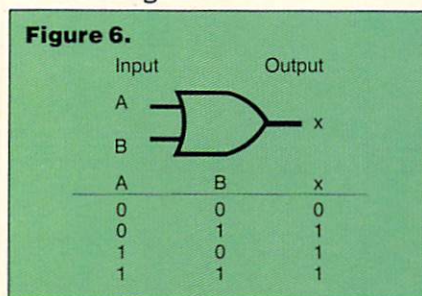 Figure 6.
Input Output
A
x
B
A B x
0 0 0
0 1 1
1 0 1
1 1 1